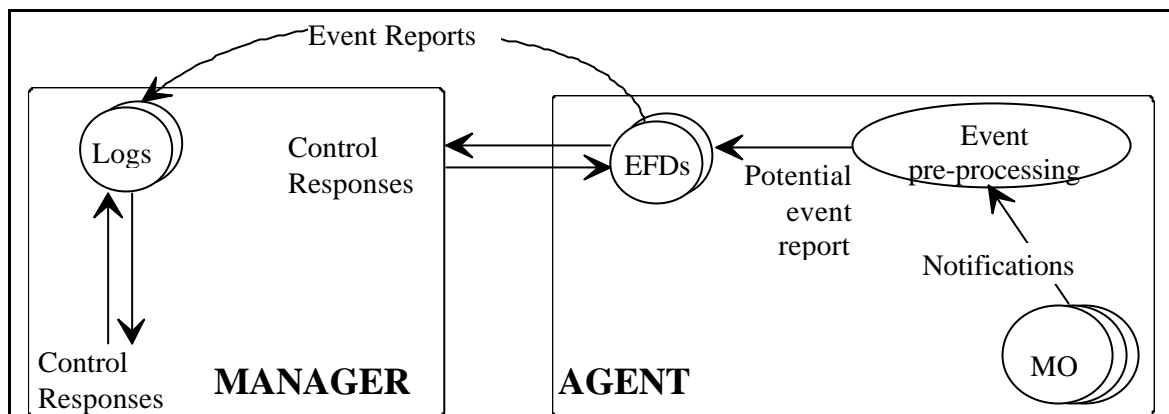 Event Reports
Logs
Control
Responses
EFDs
Event
pre-processing
Potential
event
report
Notifications
Control
Responses
MANAGER
AGENT
MO